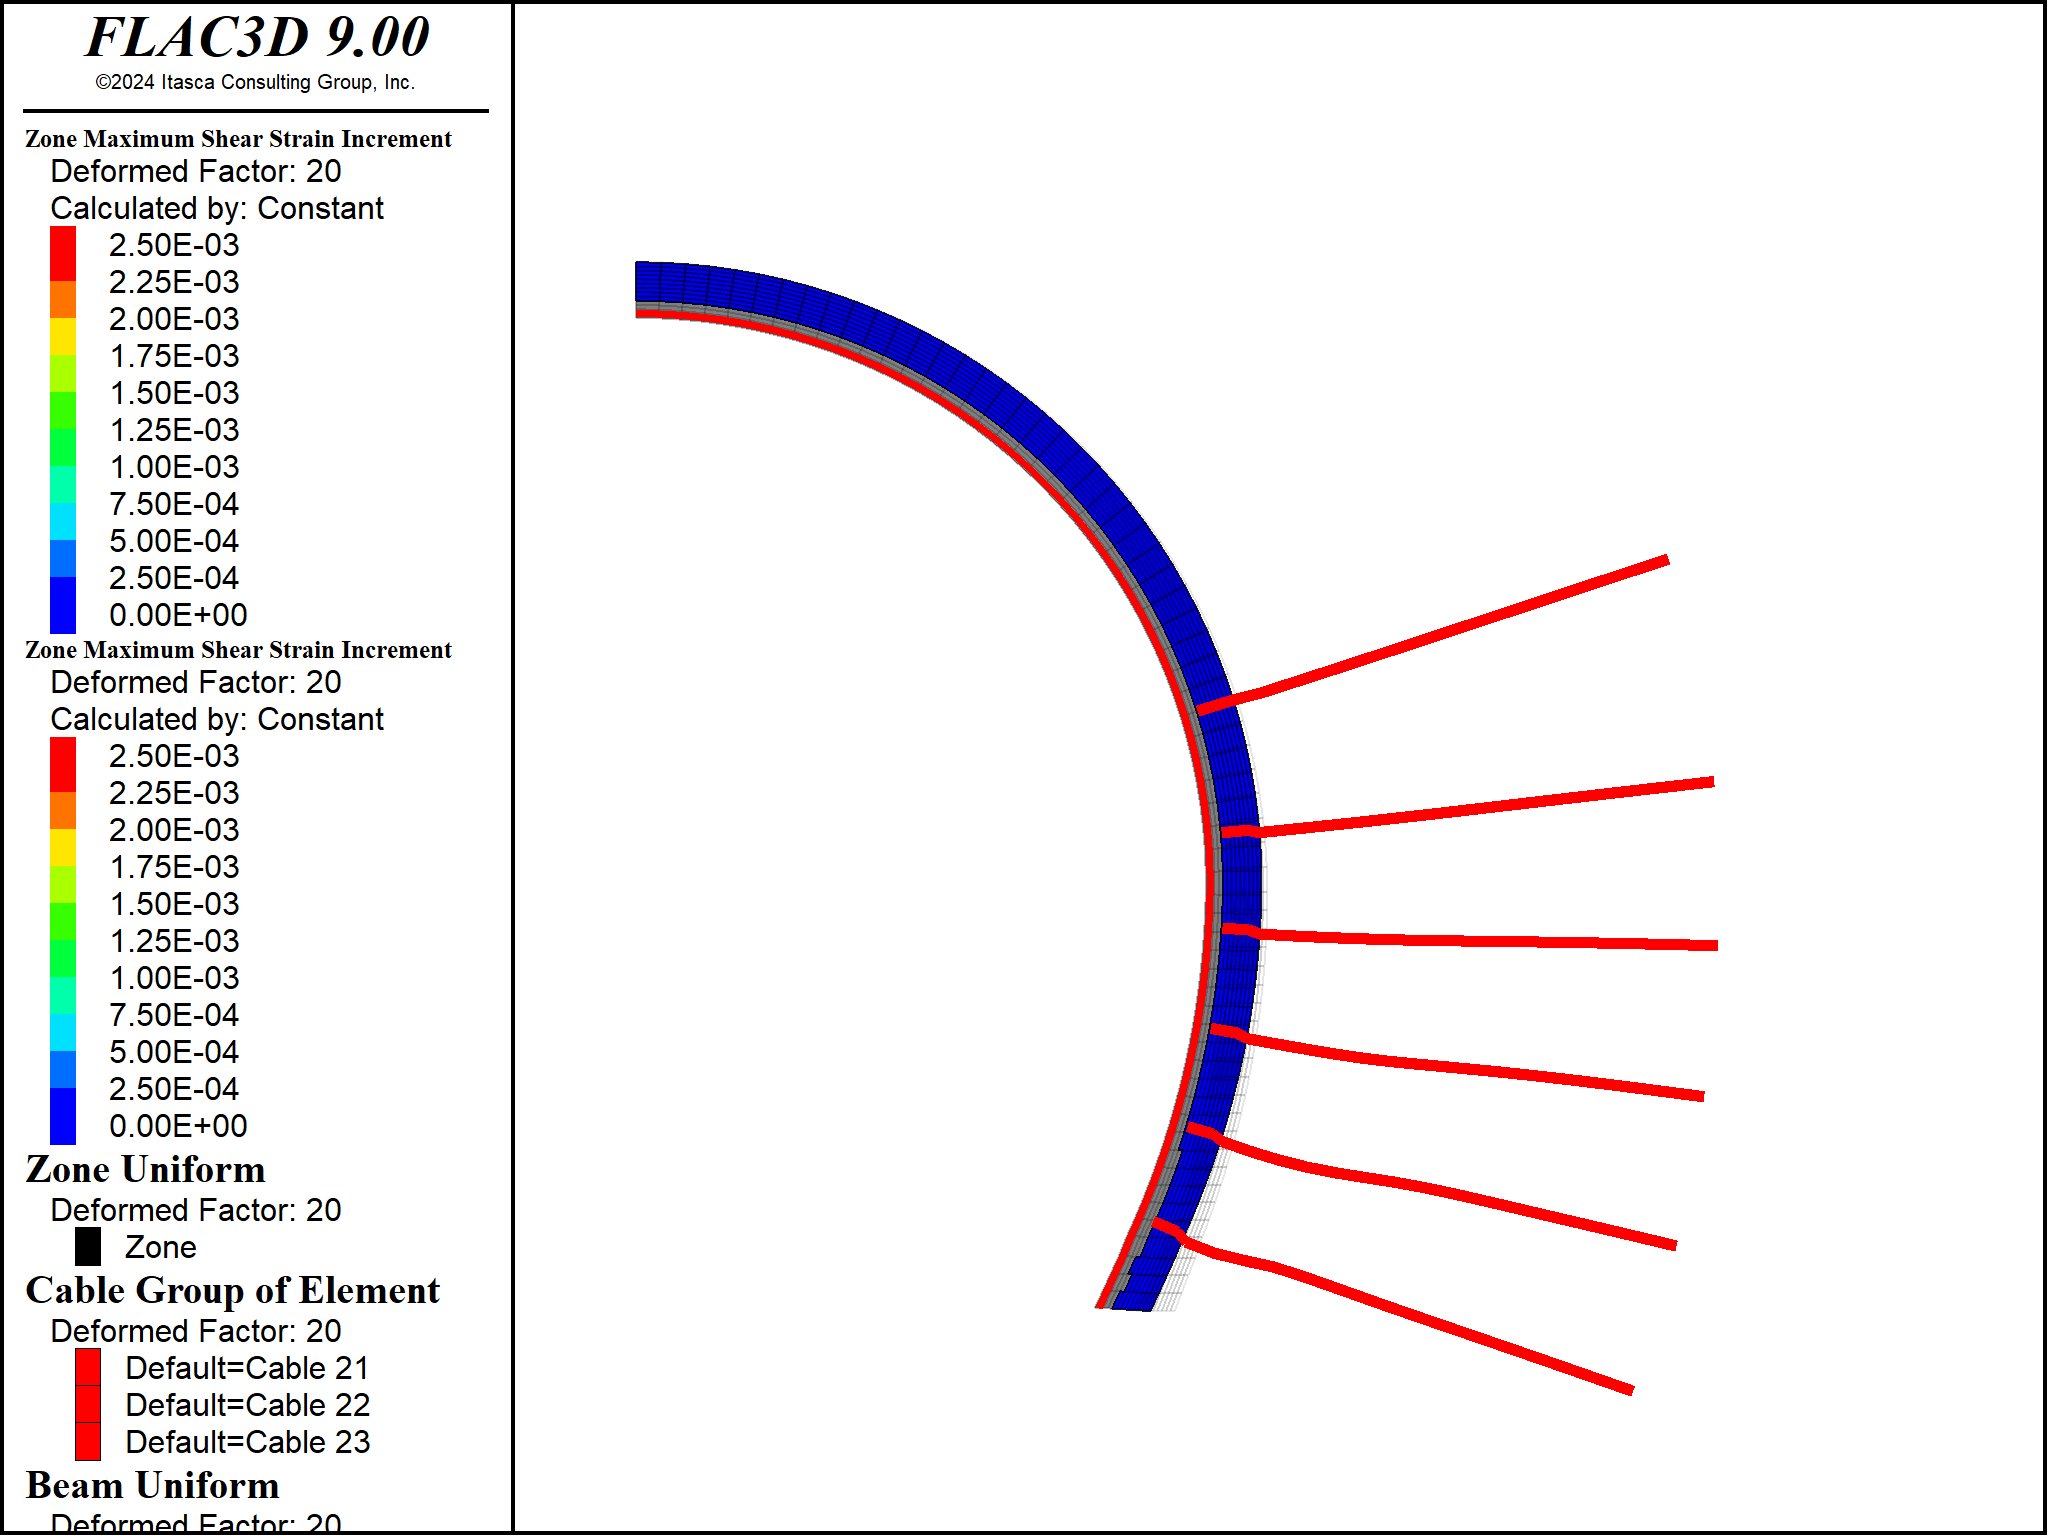 FLAC3D 9.00
©2024 Itasca Consulting Group, Inc.
Zone Maximum Shear Strain Increment
Deformed Factor: 20
Calculated by: Constant
2.50E-03
2.25E-03
2.00E-03
1.75E-03
1.50E-03
1.25E-03
1.00E-03
7.50E-04
5.00E-04
2.50E-04
0.00E+00
Zone Maximum Shear Strain Increment
Deformed Factor: 20
Calculated by: Constant
2.50E-03
2.25E-03
2.00E-03
1.75E-03
1.50E-03
1.25E-03
1.00E-03
7.50E-04
5.00E-04
2.50E-04
0.00E+00
Zone Uniform
Deformed Factor: 20
Zone
Cable Group of Element
Deformed Factor: 20
Default=Cable 21
Default=Cable 22
Default=Cable 23
Beam Uniform
Deformed Factor: 20